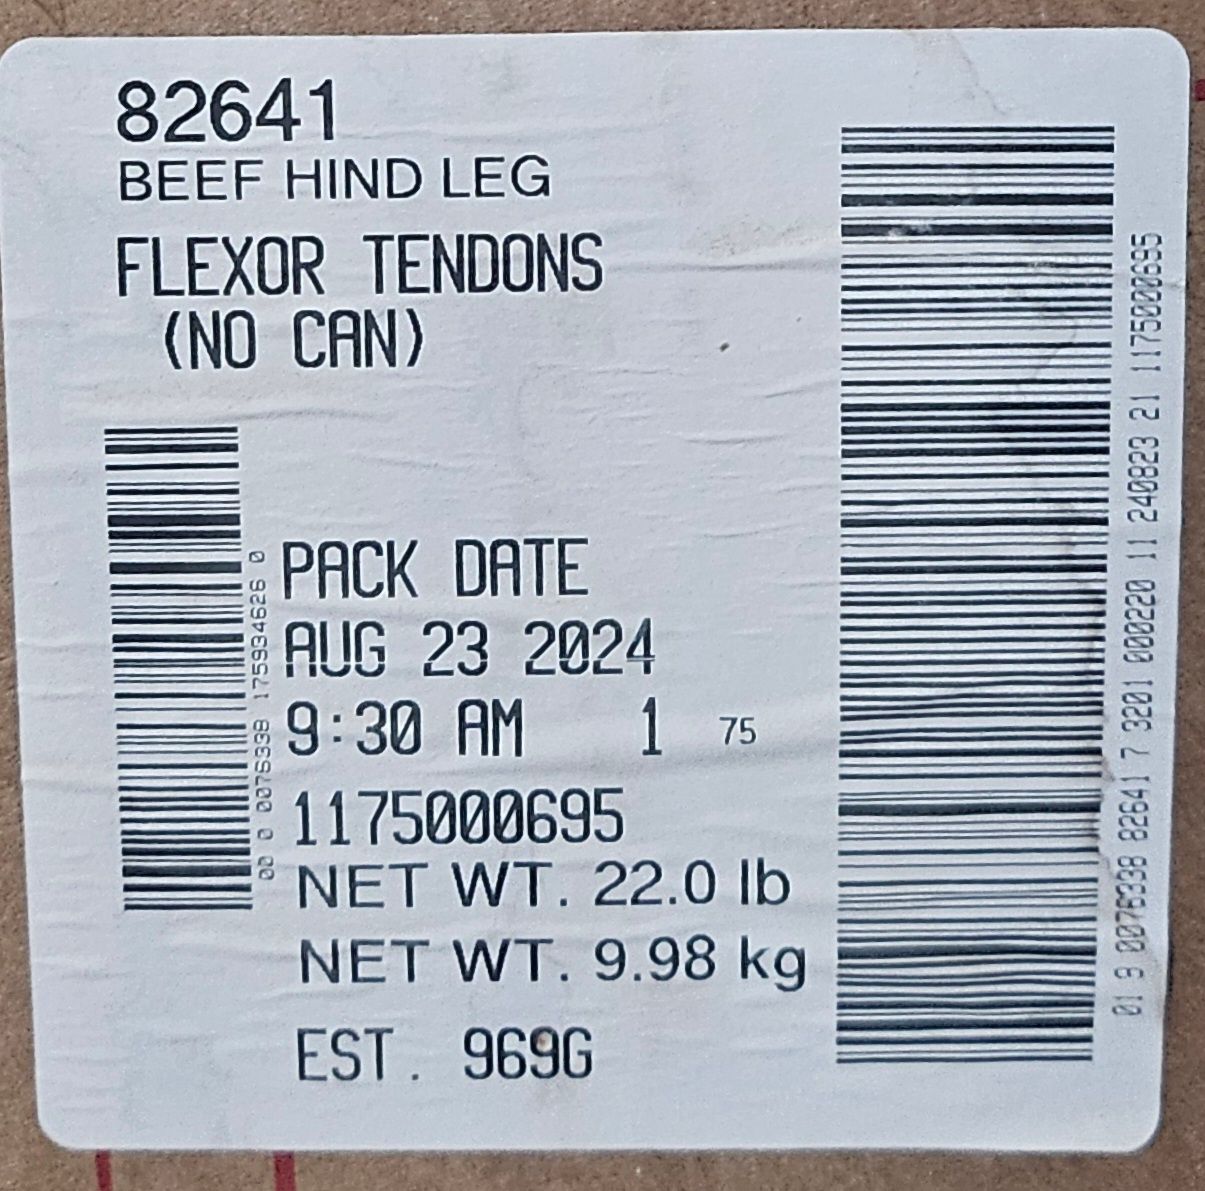 82641
BEEF HIND LEG
FLEXOR TENDONS
(NO CAN)
PACK DATE
AUG 23 2024
9:30 AM 1 75
1175000695
NET WT. 22.0 lb
NET WT. 9.98 kg
EST. 969G
00 0 0076338 175934626 0
01 9 0076338 82641 7 3201 000220 11 240823 21 1175000695